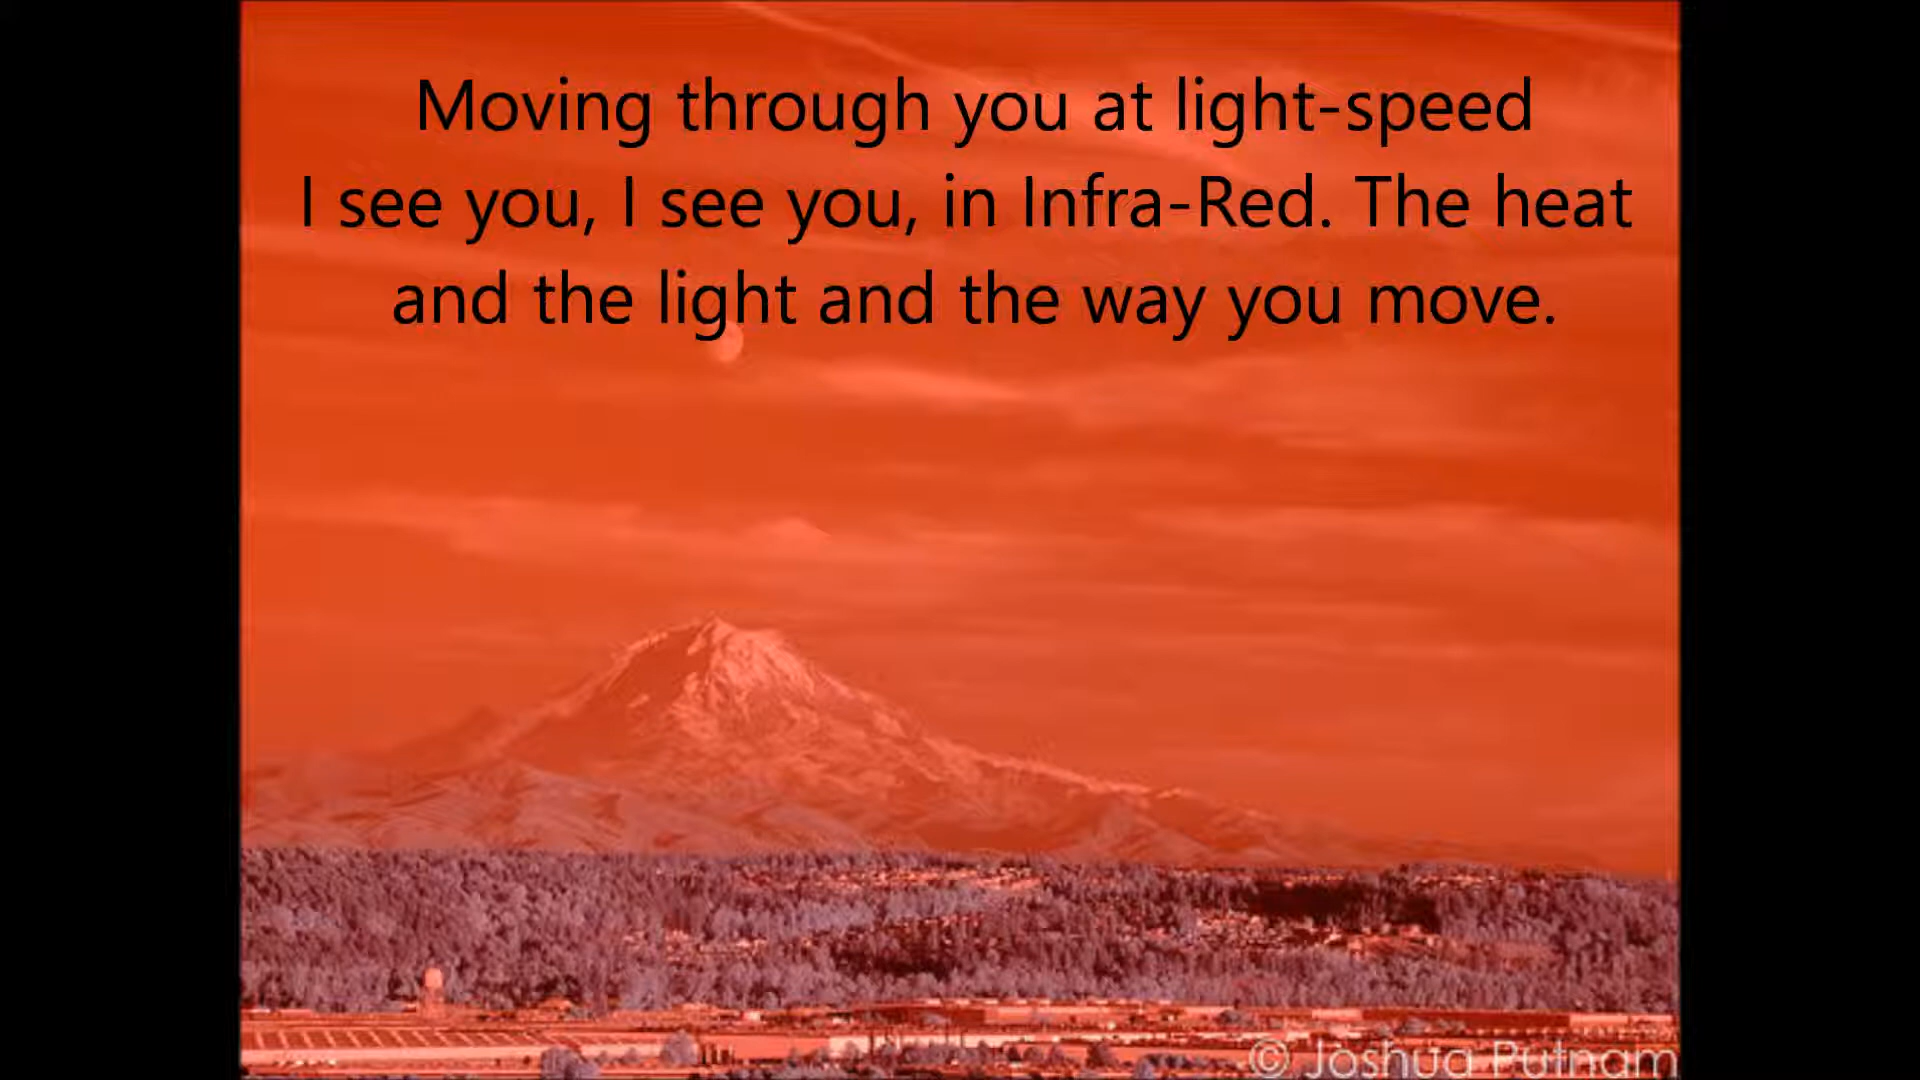 Moving through you at light-speed
I see you, I see you, in Infra-Red. The heat
and the light and the way you move.
© Joshua Putnam